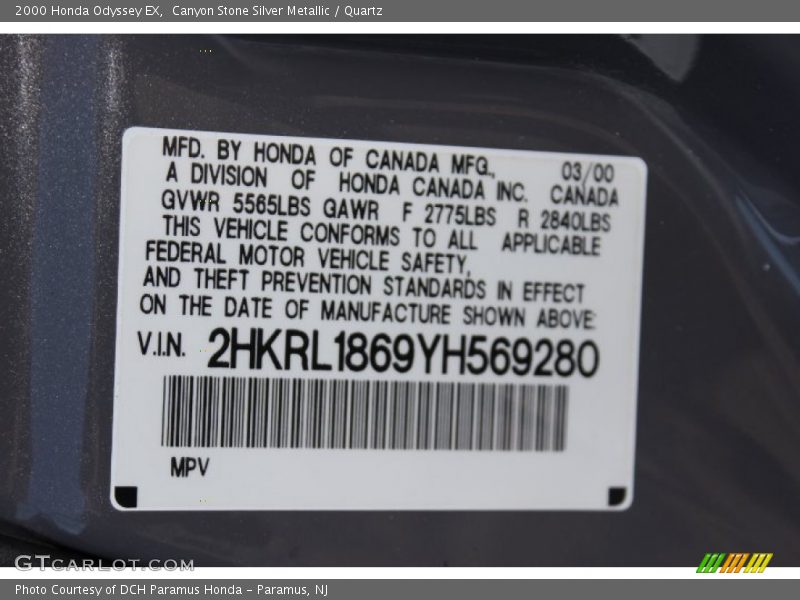 2000 Honda Odyssey EX, Canyon Stone Silver Metallic / Quartz
MFD. BY HONDA OF CANADA MFG., 03/00
A DIVISION OF HONDA CANADA INC. CANADA
GVWR 5565LBS GAWR F 2775LBS R 2840LBS
THIS VEHICLE CONFORMS TO ALL APPLICABLE
FEDERAL MOTOR VEHICLE SAFETY,
AND THEFT PREVENTION STANDARDS IN EFFECT
ON THE DATE OF MANUFACTURE SHOWN ABOVE:
V.I.N. 2HKRL1869YH569280
MPV
GTCARLOT.COM
Photo Courtesy of DCH Paramus Honda - Paramus, NJ